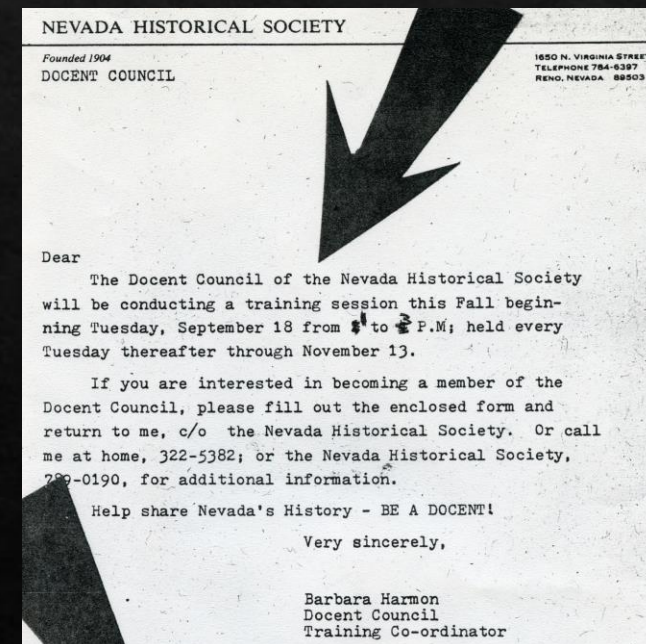 NEVADA HISTORICAL SOCIETY
Founded 1904
DOCENT COUNCIL
1650 N. VIRGINIA STREET
TELEPHONE 784-6397
RENO, NEVADA 89503
Dear
The Docent Council of the Nevada Historical Society
will be conducting a training session this Fall begin-
ning Tuesday, September 18 from 1 to 3 P.M; held every
Tuesday thereafter through November 13.
If you are interested in becoming a member of the
Docent Council, please fill out the enclosed form and
return to me, c/o the Nevada Historical Society. Or call
me at home, 322-5382; or the Nevada Historical Society,
789-0190, for additional information.
Help share Nevada's History - BE A DOCENT!
Very sincerely,
Barbara Harmon
Docent Council
Training Co-ordinator